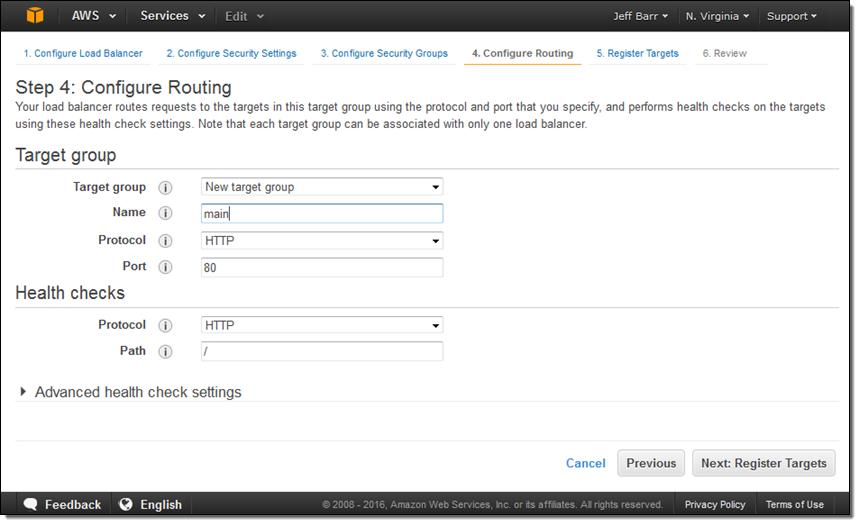 AWS Services Edit Jeff Barr N. Virginia Support
1. Configure Load Balancer 2. Configure Security Settings 3. Configure Security Groups 4. Configure Routing 5. Register Targets 6. Review
Step 4: Configure Routing
Your load balancer routes requests to the targets in this target group using the protocol and port that you specify, and performs health checks on the targets
using these health check settings. Note that each target group can be associated with only one load balancer.
Target group
Target group i New target group
Name i main
Protocol i HTTP
Port i 80
Health checks
Protocol i HTTP
Path i /
Advanced health check settings
Cancel Previous Next: Register Targets
Feedback English © 2008 - 2016, Amazon Web Services, Inc. or its affiliates. All rights reserved. Privacy Policy Terms of Use